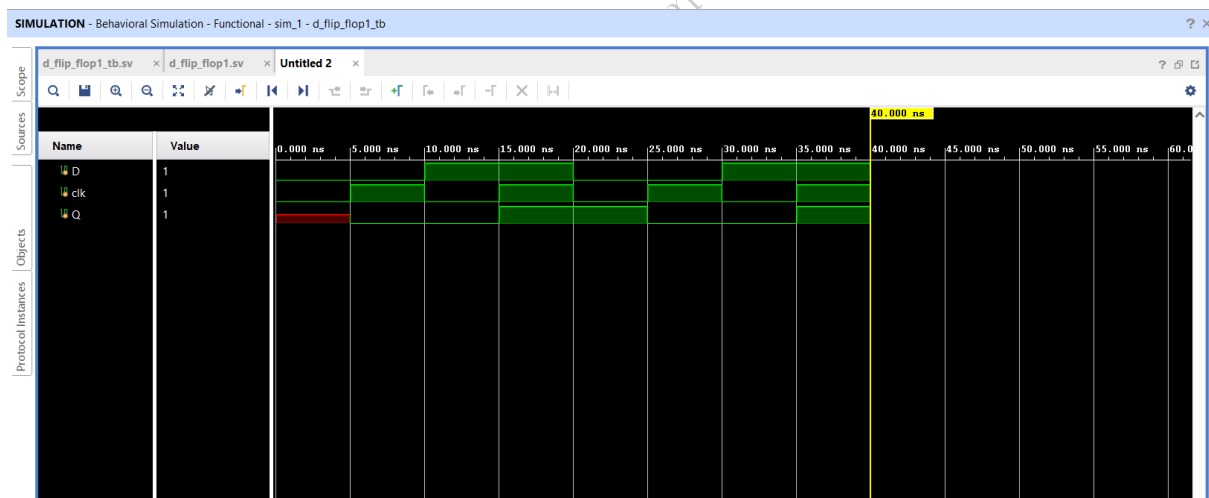 SIMULATION - Behavioral Simulation - Functional - sim_1 - d_flip_flop1_tb
d_flip_flop1_tb.sv × d_flip_flop1.sv × Untitled 2 ×
40.000 ns
Name Value 0.000 ns 5.000 ns 10.000 ns 15.000 ns 20.000 ns 25.000 ns 30.000 ns 35.000 ns 40.000 ns 45.000 ns 50.000 ns 55.000 ns 60.0
D 1
clk 1
Q 1
Scope
Sources
Objects
Protocol Instances